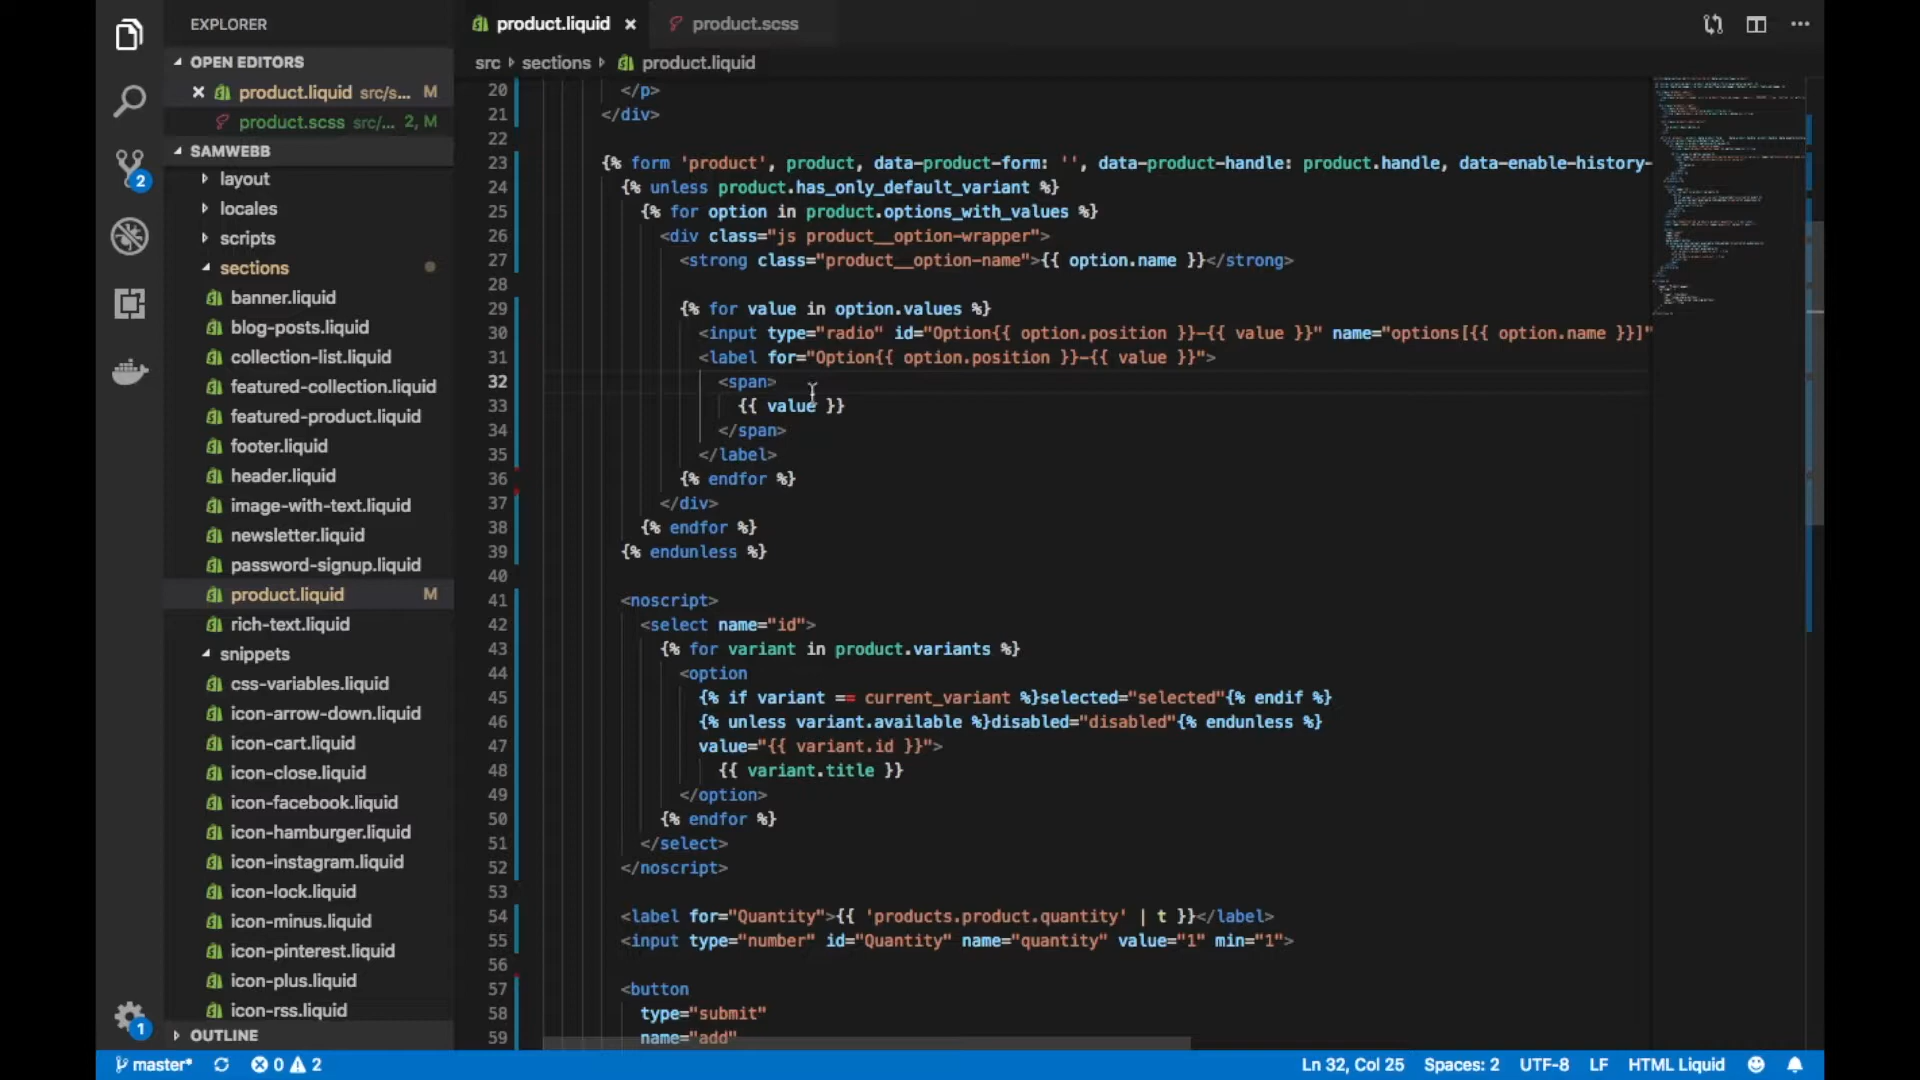 EXPLORER
OPEN EDITORS
product.liquid src/s... M
product.scss src/... 2, M
SAMWEBB
layout
locales
scripts
sections
banner.liquid
blog-posts.liquid
collection-list.liquid
featured-collection.liquid
featured-product.liquid
footer.liquid
header.liquid
image-with-text.liquid
newsletter.liquid
password-signup.liquid
product.liquid M
rich-text.liquid
snippets
css-variables.liquid
icon-arrow-down.liquid
icon-cart.liquid
icon-close.liquid
icon-facebook.liquid
icon-hamburger.liquid
icon-instagram.liquid
icon-lock.liquid
icon-minus.liquid
icon-pinterest.liquid
icon-plus.liquid
icon-rss.liquid
OUTLINE
2
1
product.liquid
product.scss
src sections product.liquid
20 </p>
21 </div>
22
23 {% form 'product', product, data-product-form: '', data-product-handle: product.handle, data-enable-history-
24 {% unless product.has_only_default_variant %}
25 {% for option in product.options_with_values %}
26 <div class="js product__option-wrapper">
27 <strong class="product__option-name">{{ option.name }}</strong>
28
29 {% for value in option.values %}
30 <input type="radio" id="Option{{ option.position }}-{{ value }}" name="options[{{ option.name }}]"
31 <label for="Option{{ option.position }}-{{ value }}">
32 <span>
33 {{ value }}
34 </span>
35 </label>
36 {% endfor %}
37 </div>
38 {% endfor %}
39 {% endunless %}
40
41 <noscript>
42 <select name="id">
43 {% for variant in product.variants %}
44 <option
45 {% if variant == current_variant %}selected="selected"{% endif %}
46 {% unless variant.available %}disabled="disabled"{% endunless %}
47 value="{{ variant.id }}">
48 {{ variant.title }}
49 </option>
50 {% endfor %}
51 </select>
52 </noscript>
53
54 <label for="Quantity">{{ 'products.product.quantity' | t }}</label>
55 <input type="number" id="Quantity" name="quantity" value="1" min="1">
56
57 <button
58 type="submit"
59 name="add"
master* 0 2 Ln 32, Col 25 Spaces: 2 UTF-8 LF HTML Liquid